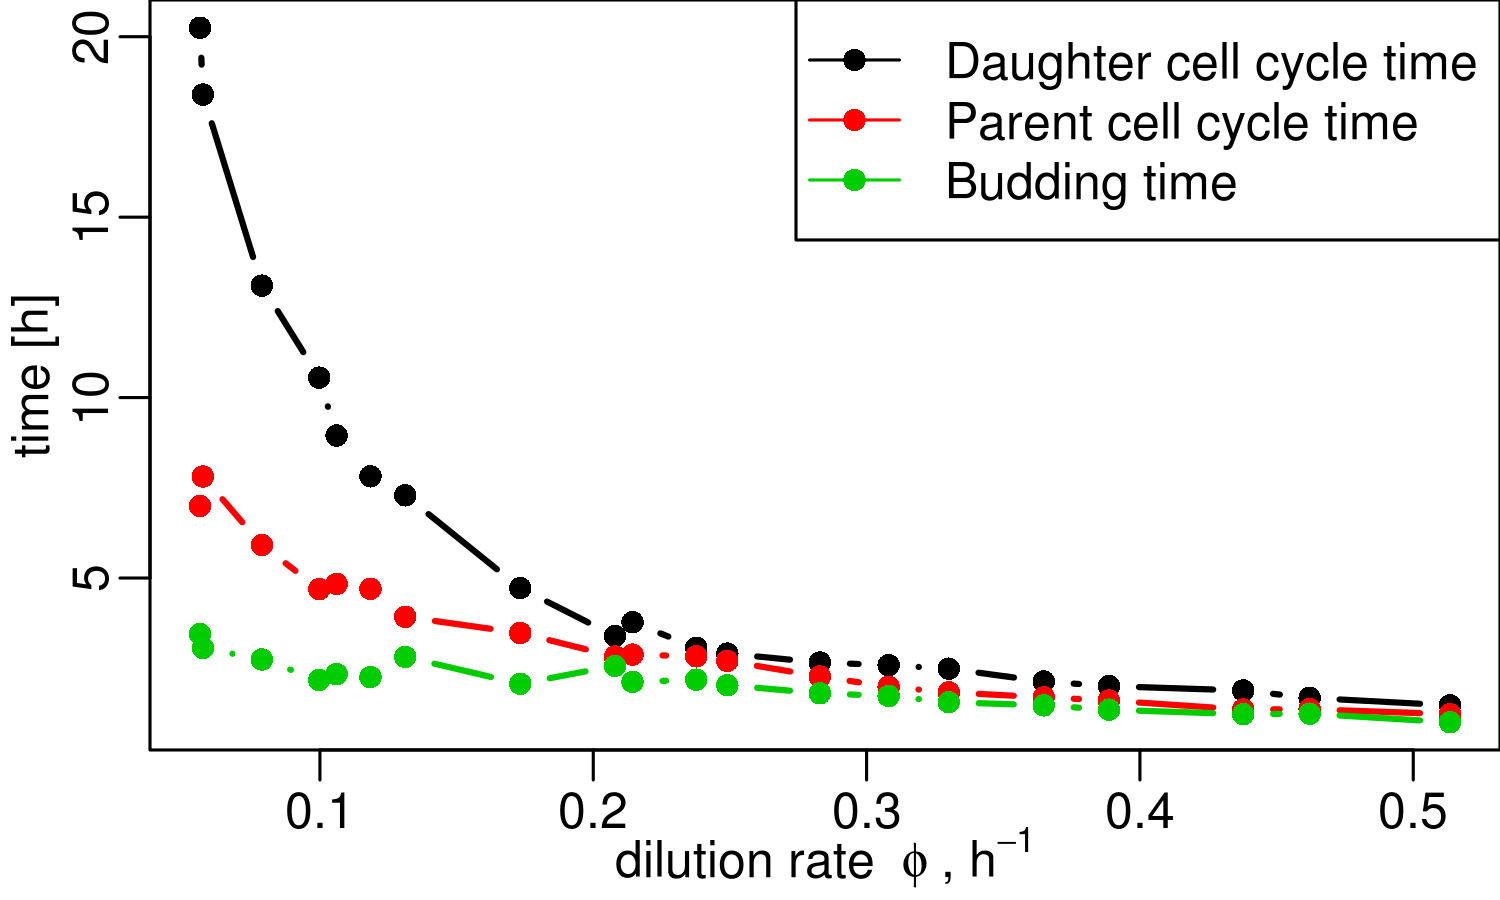 Daughter cell cycle time
Parent cell cycle time
Budding time
time [h]
20
15
10
5
0.1 0.2 0.3 0.4 0.5
dilution rate ϕ , h⁻¹